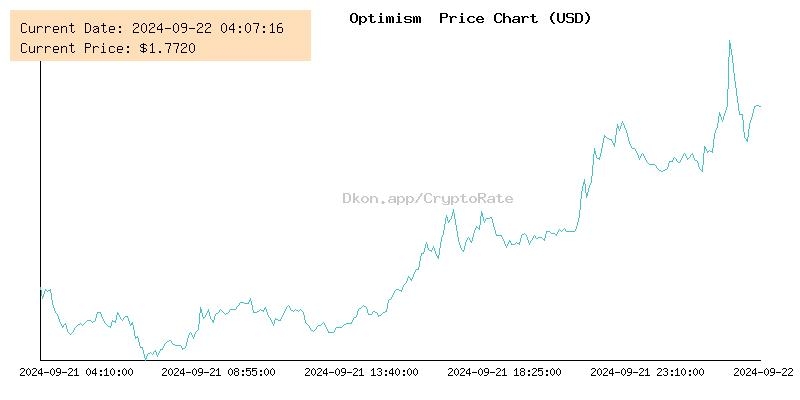 Optimism  Price Chart (USD)
Current Date: 2024-09-22 04:07:16
Current Price: $1.7720
Dkon.app/CryptoRate
2024-09-21 04:10:00 2024-09-21 08:55:00 2024-09-21 13:40:00 2024-09-21 18:25:00 2024-09-21 23:10:00 2024-09-22